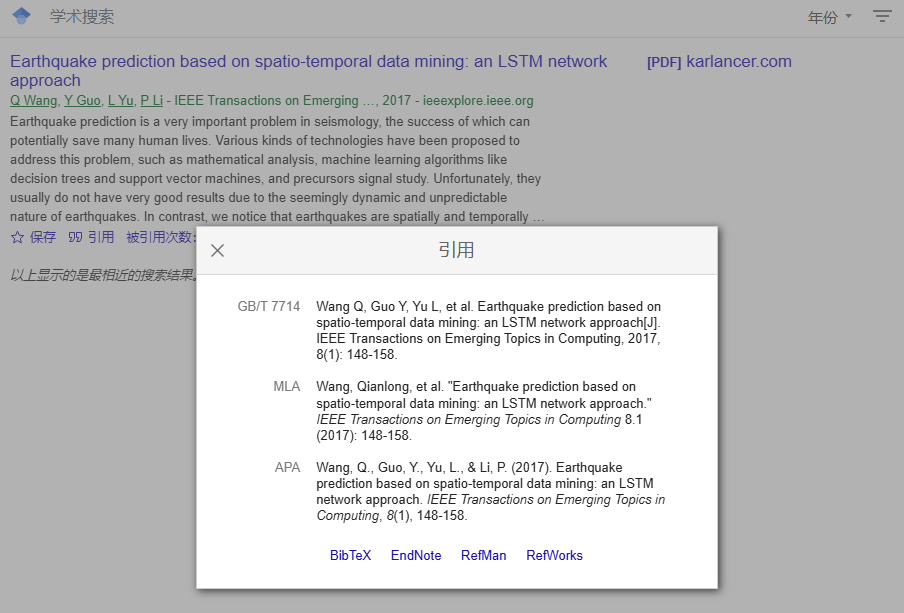 学术搜索
年份
Earthquake prediction based on spatio-temporal data mining: an LSTM network
approach
[PDF] karlancer.com
Q Wang, Y Guo, L Yu, P Li - IEEE Transactions on Emerging …, 2017 - ieeexplore.ieee.org
Earthquake prediction is a very important problem in seismology, the success of which can
potentially save many human lives. Various kinds of technologies have been proposed to
address this problem, such as mathematical analysis, machine learning algorithms like
decision trees and support vector machines, and precursors signal study. Unfortunately, they
usually do not have very good results due to the seemingly dynamic and unpredictable
nature of earthquakes. In contrast, we notice that earthquakes are spatially and temporally …
保存 引用 被引用次数:
以上显示的是最相近的搜索结果。
引用
GB/T 7714
Wang Q, Guo Y, Yu L, et al. Earthquake prediction based on
spatio-temporal data mining: an LSTM network approach[J].
IEEE Transactions on Emerging Topics in Computing, 2017,
8(1): 148-158.
MLA
Wang, Qianlong, et al. "Earthquake prediction based on
spatio-temporal data mining: an LSTM network approach."
IEEE Transactions on Emerging Topics in Computing 8.1
(2017): 148-158.
APA
Wang, Q., Guo, Y., Yu, L., & Li, P. (2017). Earthquake
prediction based on spatio-temporal data mining: an LSTM
network approach. IEEE Transactions on Emerging Topics in
Computing, 8(1), 148-158.
BibTeX EndNote RefMan RefWorks